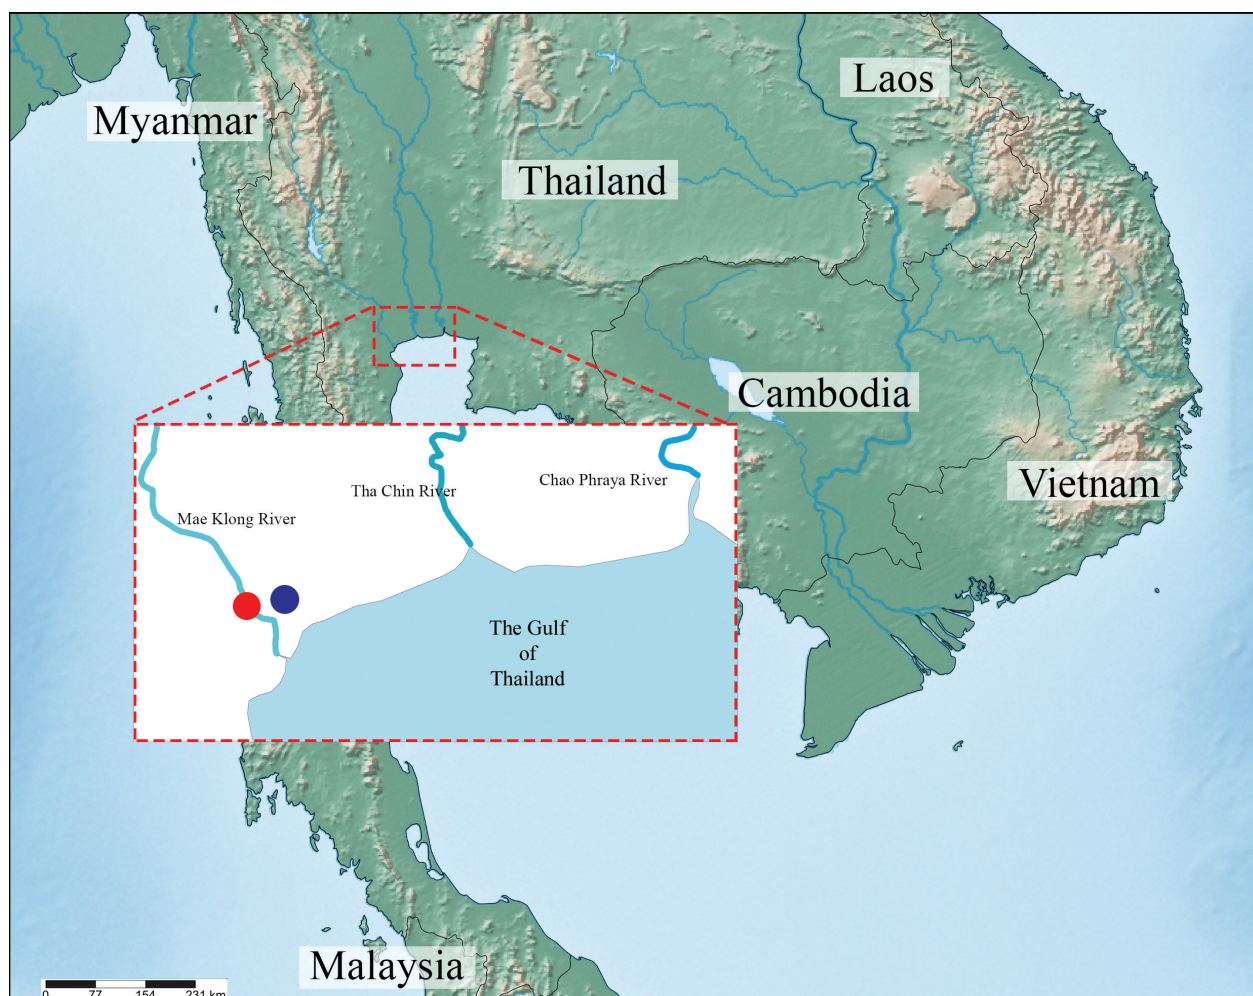 Laos
Myanmar
Thailand
Cambodia
Vietnam
Tha Chin River
Chao Phraya River
Mae Klong River
The Gulf
of
Thailand
Malaysia
0 77 154 231 km